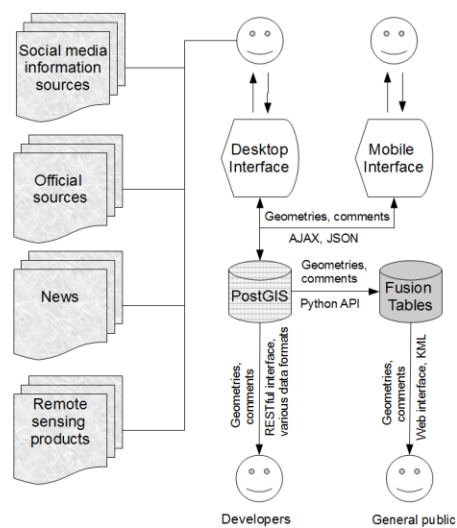 Social media
information
sources
Official
sources
News
Remote
sensing
products
Desktop
Interface
Mobile
Interface
Geometries, comments
AJAX, JSON
PostGIS
Geometries,
comments
Python API
Fusion
Tables
Geometries,
comments
RESTful interface,
various data formats
Geometries,
comments
Web interface, KML
Developers
General public